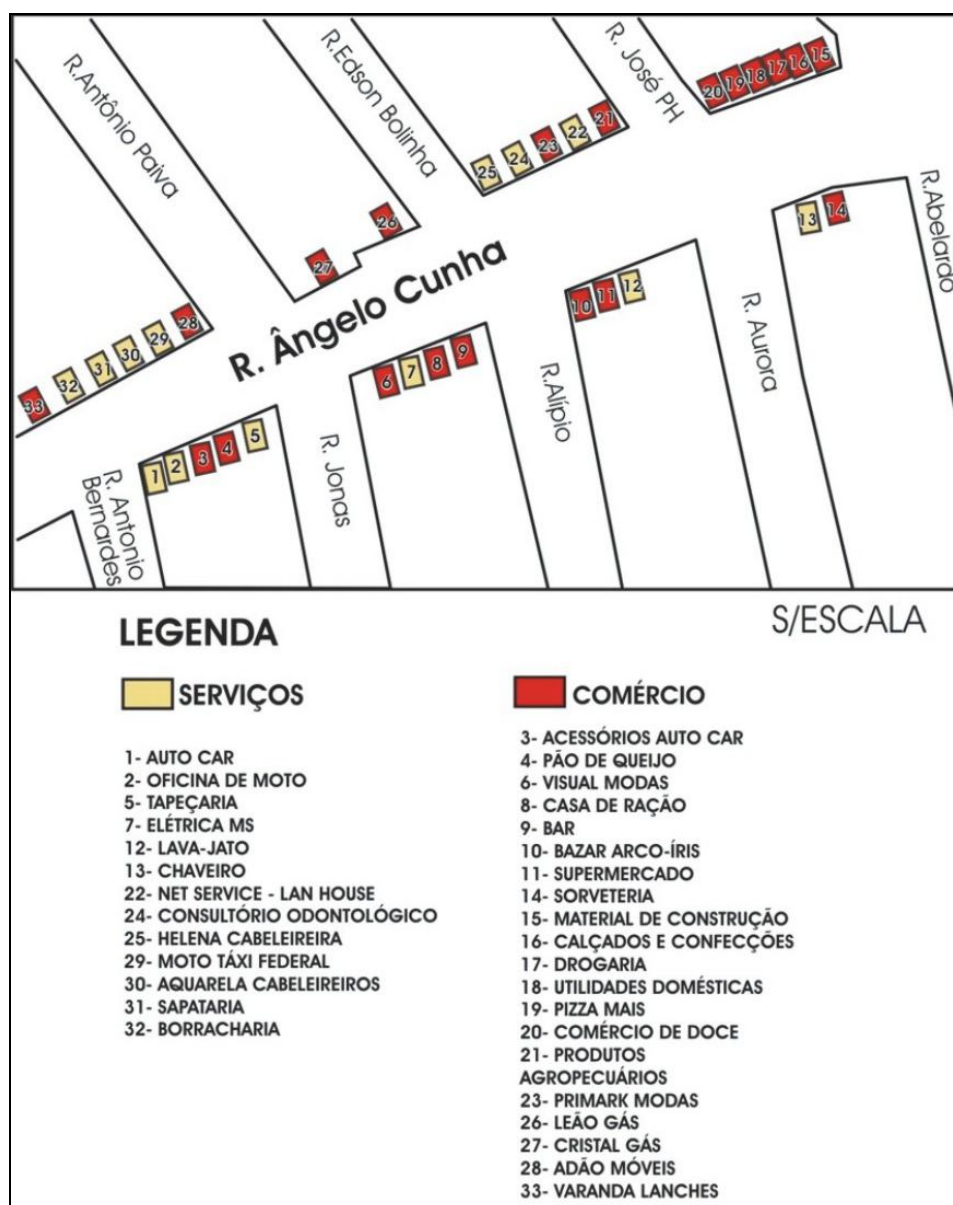 R.Antônio Paiva
R.Edson Bolinha
R. José PH
20
19
18
17
16
15
25
24
23
22
21
26
27
R. Ângelo Cunha
13
14
R.Abelardo
10
11
12
R. Aurora
28
29
30
31
32
33
6
7
8
9
R.Alípio
1
2
3
4
5
R. Jonas
R. Antonio
Bernardes
S/ESCALA
LEGENDA
SERVIÇOS
1- AUTO CAR
2- OFICINA DE MOTO
5- TAPEÇARIA
7- ELÉTRICA MS
12- LAVA-JATO
13- CHAVEIRO
22- NET SERVICE - LAN HOUSE
24- CONSULTÓRIO ODONTOLÓGICO
25- HELENA CABELEIREIRA
29- MOTO TÁXI FEDERAL
30- AQUARELA CABELEIREIROS
31- SAPATARIA
32- BORRACHARIA
COMÉRCIO
3- ACESSÓRIOS AUTO CAR
4- PÃO DE QUEIJO
6- VISUAL MODAS
8- CASA DE RAÇÃO
9- BAR
10- BAZAR ARCO-ÍRIS
11- SUPERMERCADO
14- SORVETERIA
15- MATERIAL DE CONSTRUÇÃO
16- CALÇADOS E CONFECÇÕES
17- DROGARIA
18- UTILIDADES DOMÉSTICAS
19- PIZZA MAIS
20- COMÉRCIO DE DOCE
21- PRODUTOS
AGROPECUÁRIOS
23- PRIMARK MODAS
26- LEÃO GÁS
27- CRISTAL GÁS
28- ADÃO MÓVEIS
33- VARANDA LANCHES